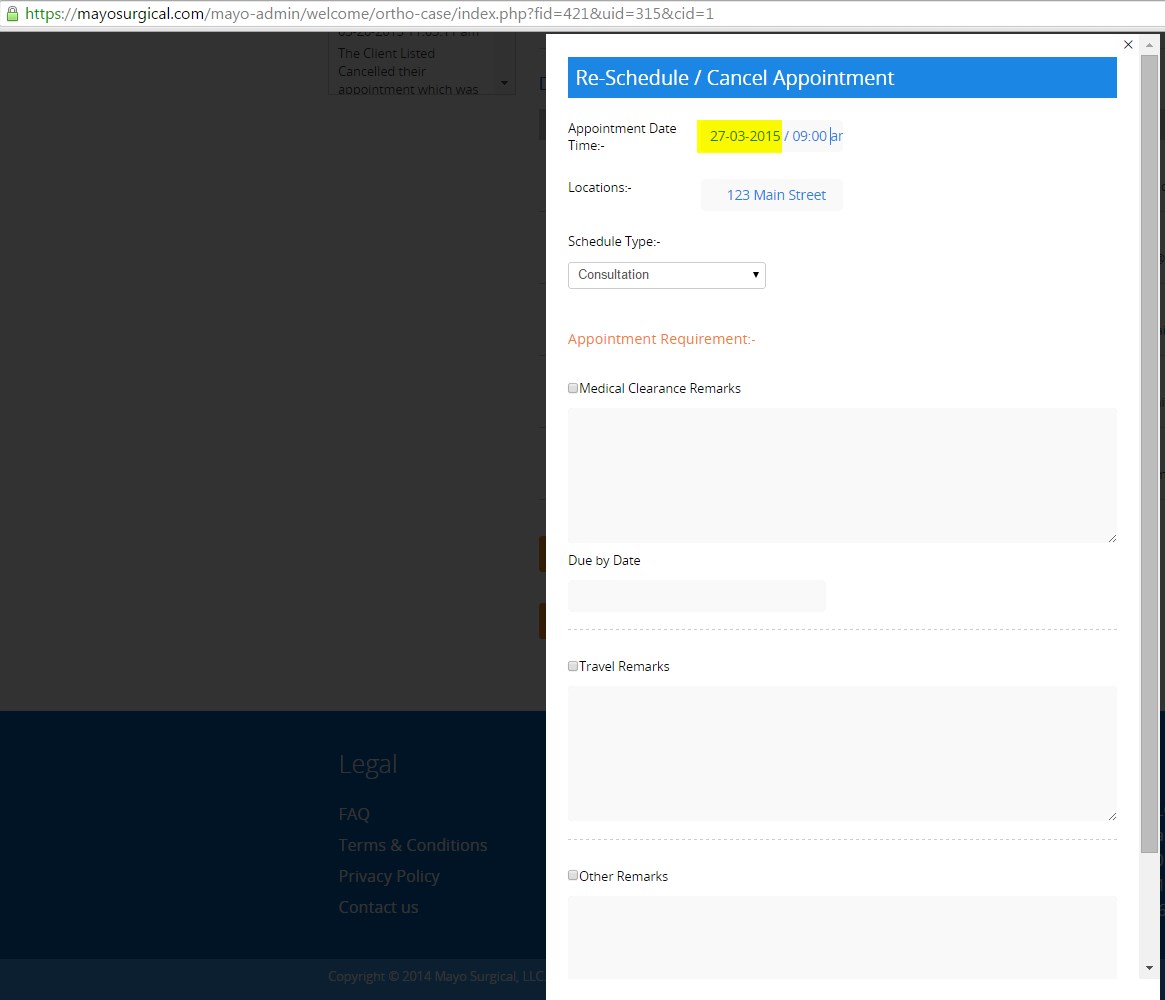 https://mayosurgical.com/mayo-admin/welcome/ortho-case/index.php?fid=421&uid=315&cid=1
The Client Listed
Cancelled their
appointment which was
Re-Schedule / Cancel Appointment
Appointment Date
Time:-
27-03-2015 / 09:00 ar
Locations:-
123 Main Street
Schedule Type:-
Consultation
Appointment Requirement:-
Medical Clearance Remarks
Due by Date
Travel Remarks
Other Remarks
Legal
FAQ
Terms & Conditions
Privacy Policy
Contact us
Copyright © 2014 Mayo Surgical, LLC